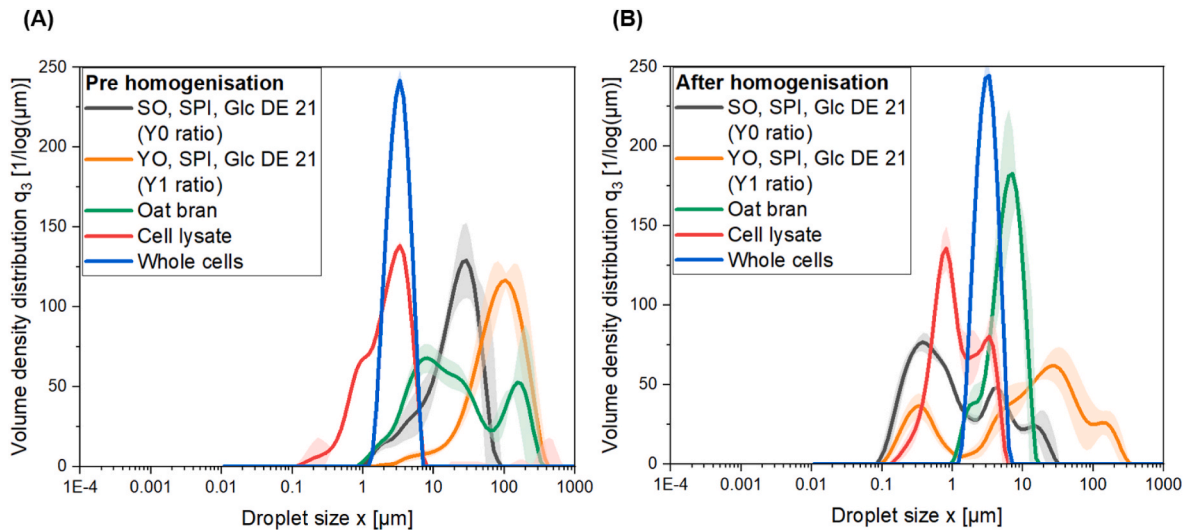 (A)
Volume density distribution q3 [1/log(μm)]
250
200
150
100
50
0
Pre homogenisation
SO, SPI, Glc DE 21
(Y0 ratio)
YO, SPI, Glc DE 21
(Y1 ratio)
Oat bran
Cell lysate
Whole cells
1E-4 0.001 0.01 0.1 1 10 100 1000
Droplet size x [μm]
(B)
Volume density distribution q3 [1/log(μm)]
250
200
150
100
50
0
After homogenisation
SO, SPI, Glc DE 21
(Y0 ratio)
YO, SPI, Glc DE 21
(Y1 ratio)
Oat bran
Cell lysate
Whole cells
1E-4 0.001 0.01 0.1 1 10 100 1000
Droplet size x [μm]